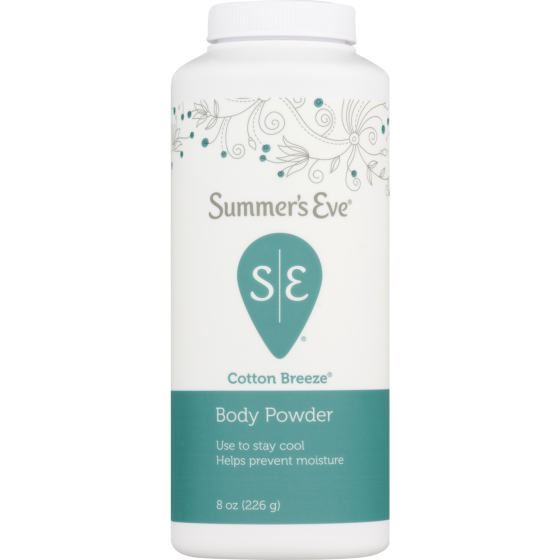 Summer's Eve®
S|E
®
Cotton Breeze®
Body Powder
Use to stay cool
Helps prevent moisture
8 oz (226 g)